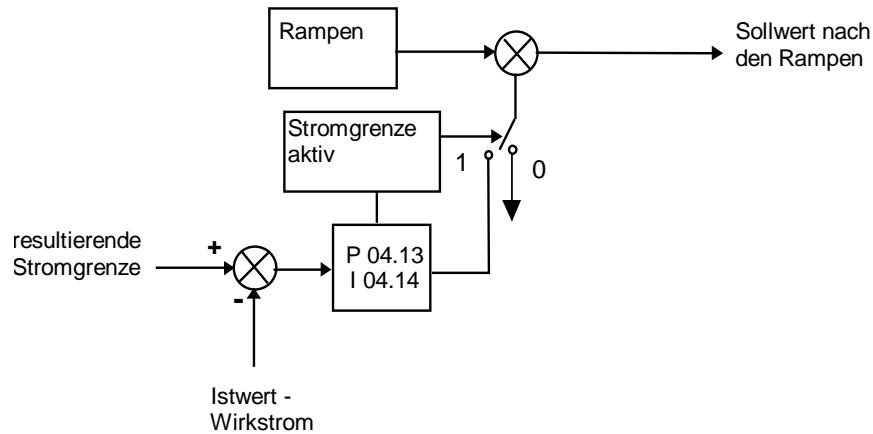 Rampen
Sollwert nach
den Rampen
Stromgrenze
aktiv
1
0
resultierende
Stromgrenze
+
-
P 04.13
I 04.14
Istwert -
Wirkstrom